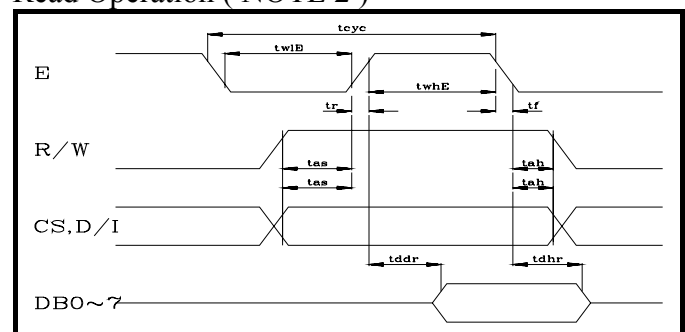 Read Operation ( NOTE 2 )
tcyc
twlE
E
twhE
tr
tf
R/W
tas
tah
tas
tah
CS,D/I
tddr
tdhr
DB0~7